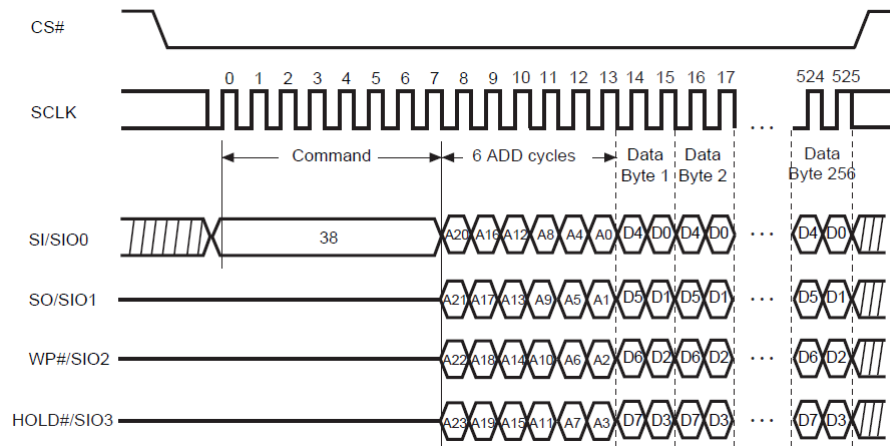 CS#
0 1 2 3 4 5 6 7 8 9 10 11 12 13 14 15 16 17 524 525
SCLK
...
Command 6 ADD cycles Data Byte 1 Data Byte 2 Data Byte 256
SI/SIO0 38 A20 A16 A12 A8 A4 A0 D4 D0 D4 D0 ... D4 D0
SO/SIO1 A21 A17 A13 A9 A5 A1 D5 D1 D5 D1 ... D5 D1
WP#/SIO2 A22 A18 A14 A10 A6 A2 D6 D2 D6 D2 ... D6 D2
HOLD#/SIO3 A23 A19 A15 A11 A7 A3 D7 D3 D7 D3 ... D7 D3